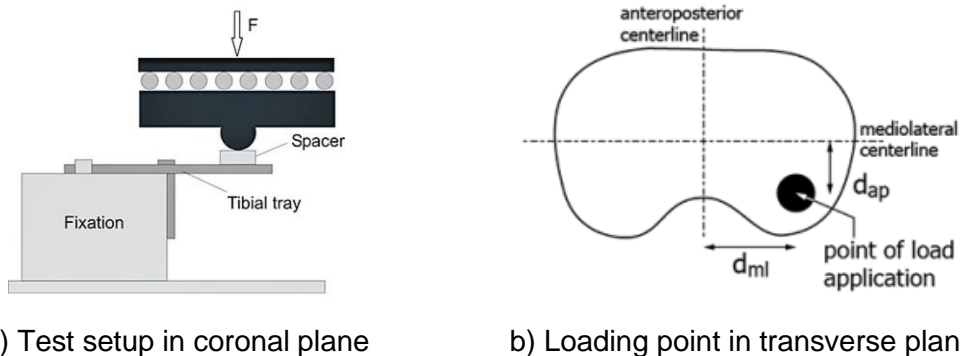 F
Spacer
Tibial tray
Fixation
anteroposterior
centerline
mediolateral
centerline
dap
point of load
application
dml
) Test setup in coronal plane
b) Loading point in transverse plan